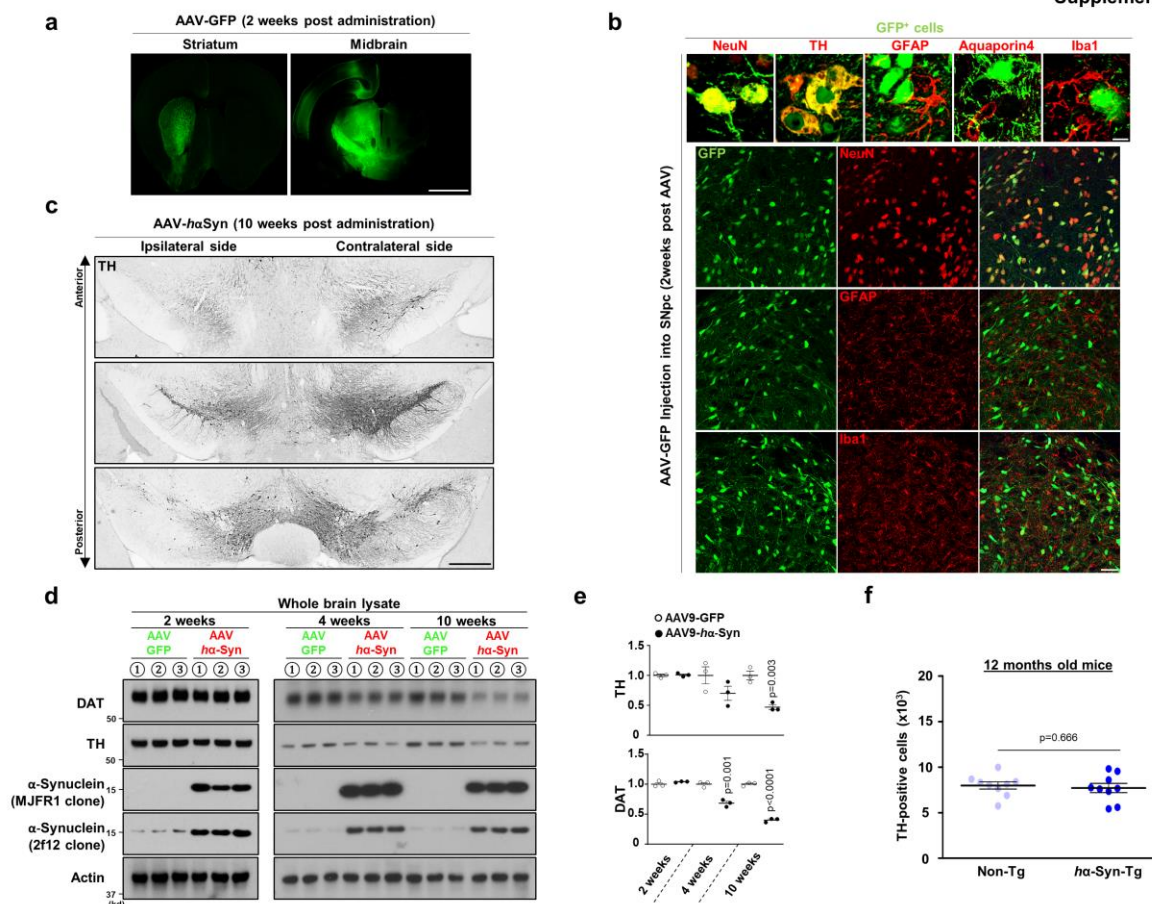 Supplemen
a
AAV-GFP (2 weeks post administration)
Striatum Midbrain
b
GFP⁺ cells
NeuN TH GFAP Aquaporin4 Iba1
AAV-GFP Injection into SNpc (2weeks post AAV)
GFP NeuN
GFAP
Iba1
c
AAV-hαSyn (10 weeks post administration)
Ipsilateral side Contralateral side
Anterior
TH
Posterior
d
Whole brain lysate
2 weeks 4 weeks 10 weeks
AAV AAV AAV AAV AAV AAV
GFP hα-Syn GFP hα-Syn GFP hα-Syn
① ② ③ ① ② ③ ① ② ③ ① ② ③ ① ② ③ ① ② ③
DAT
50
TH
50
α-Synuclein 15 15
(MJFR1 clone)
α-Synuclein 15 15
(2f12 clone)
Actin
37
(kd)
e
AAV9-GFP
AAV9-hα-Syn
1.5
1.0
0.5
0
TH
p=0.003
1.5
1.0
0.5
0
DAT
p=0.001
p<0.0001
2 weeks 4 weeks 10 weeks
f
12 months old mice
TH-positive cells (x10³)
20
15
10
5
0
p=0.666
Non-Tg hα-Syn-Tg